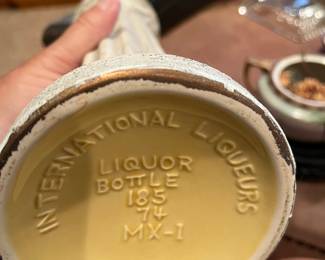 INTERNATIONAL LIQUEURS
LIQUOR
BOTTLE
185
74
MX-1